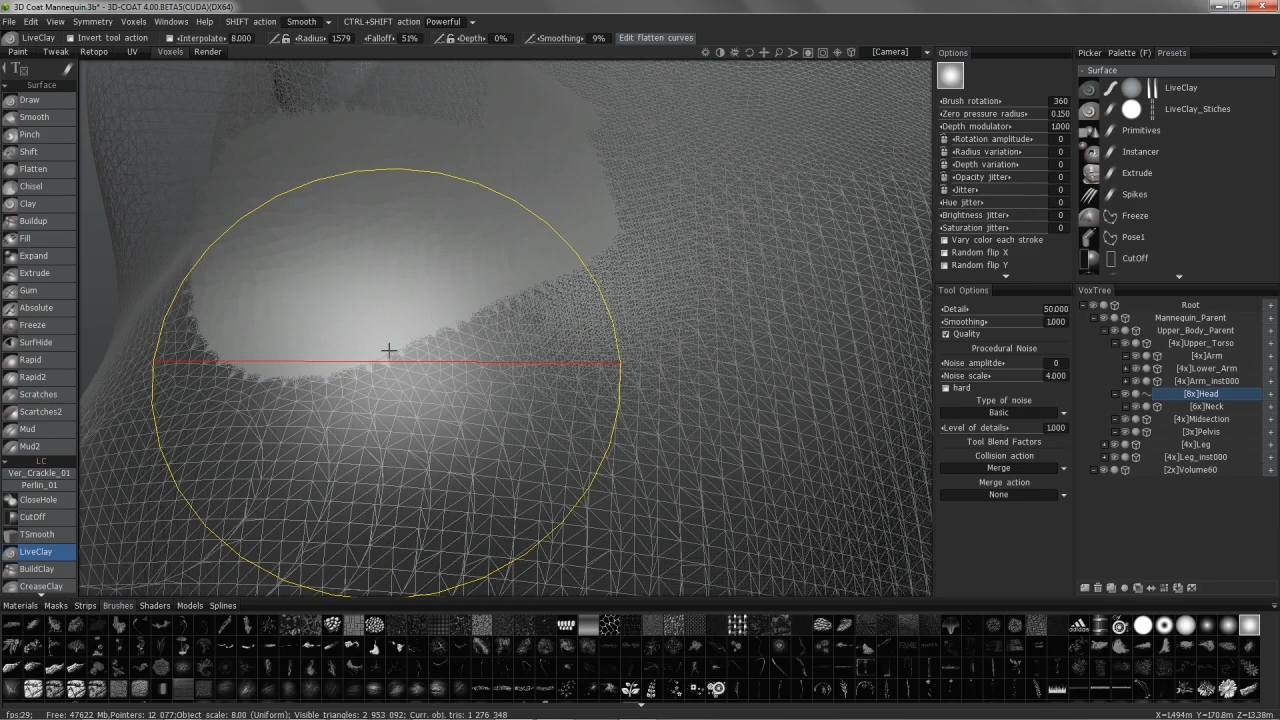 3D Coat Mannequin.3b* - 3D-COAT 4.00.BETA5(CUDA)(DX64)
File Edit View Symmetry Voxels Windows Help SHIFT action Smooth CTRL+SHIFT action Powerful
LiveClay Invert tool action Interpolate 8.000 Radius 1.579 Falloff 51% Depth 0% Smoothing 9% Edit flatten curves
Paint Tweak Retopo UV Voxels Render [Camera]
Surface
Draw
Smooth
Pinch
Shift
Flatten
Chisel
Clay
Buildup
Fill
Expand
Extrude
Gum
Absolute
Freeze
SurfHide
Rapid
Rapid2
Scratches
Scartches2
Mud
Mud2
LC
Ver_Crackle_01
Perlin_01
CloseHole
CutOff
TSmooth
LiveClay
BuildClay
CreaseClay
Options
Brush rotation 360
Zero pressure radius 0.150
Depth modulator 1.000
Rotation amplitude 0
Radius variation 0
Depth variation 0
Opacity jitter 0
Jitter 0
Hue jitter 0
Brightness jitter 0
Saturation jitter 0
Vary color each stroke
Random flip X
Random flip Y
Tool Options
Detail 50.000
Smoothing 1.000
Quality
Procedural Noise
Noise amplitde 0
Noise scale 4.000
hard
Type of noise
Basic
Level of details 1.000
Tool Blend Factors
Collision action
Merge
Merge action
None
Picker Palette (F) Presets
- Surface
LiveClay
LiveClay_Stiches
Primitives
Instancer
Extrude
Spikes
Freeze
Pose1
CutOff
VoxTree
Root +
Mannequin_Parent +
Upper_Body_Parent +
[4x]Upper_Torso +
[4x]Arm +
[4x]Lower_Arm +
[4x]Arm_inst000 +
[8x]Head +
[6x]Neck +
[4x]Midsection +
[3x]Pelvis +
[4x]Leg +
[4x]Leg_inst000 +
[2x]Volume60 +
Materials Masks Strips Brushes Shaders Models Splines
adidas
fps:29; Free: 47622 Mb,Pointers: 12 077;Object scale: 8.00 (Uniform); Visible triangles: 2 953 092; Curr. obj. tris: 1 276 348 X=1.494m Y=170.8m Z=13.38m